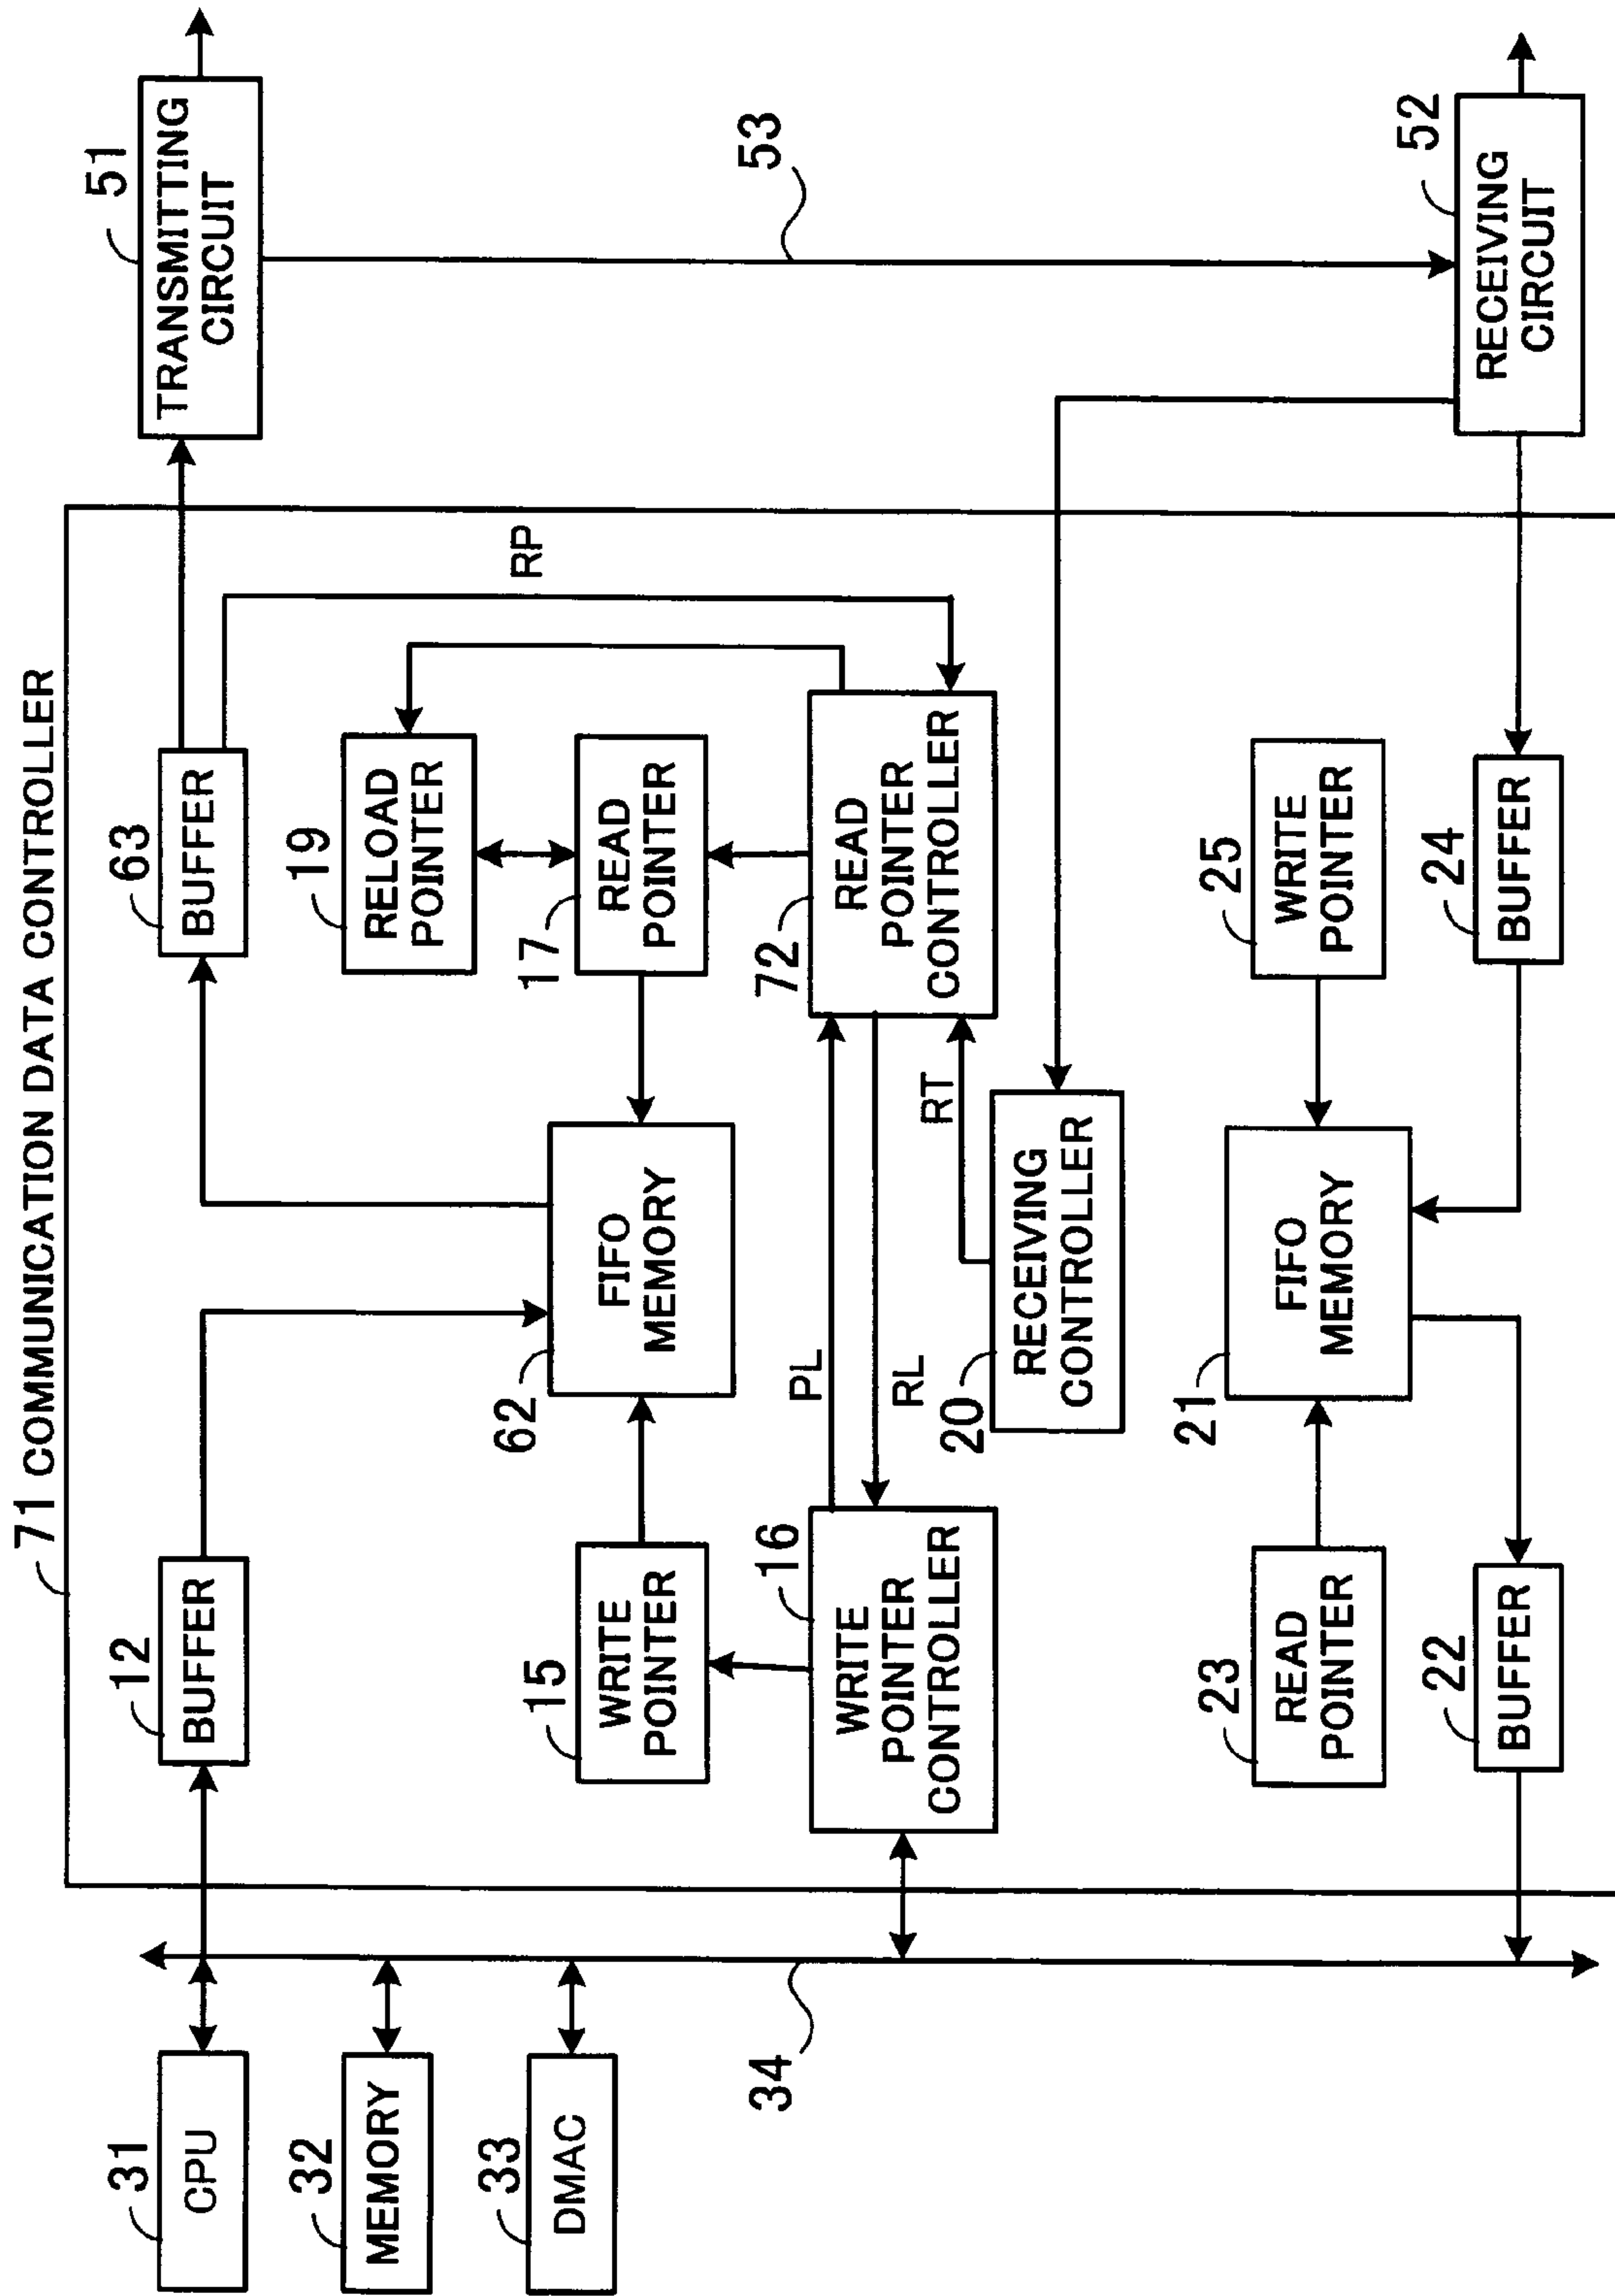 71 COMMUNICATION DATA CONTROLLER
31
CPU
32
MEMORY
33
DMAC
34
12
BUFFER
15
WRITE
POINTER
16
WRITE
POINTER
CONTROLLER
62
FIFO
MEMORY
PL
RL
RT
63
BUFFER
RP
19
RELOAD
POINTER
17
READ
POINTER
72
READ
POINTER
CONTROLLER
20
RECEIVING
CONTROLLER
23
READ
POINTER
22
BUFFER
21
FIFO
MEMORY
25
WRITE
POINTER
24
BUFFER
51
TRANSMITTING
CIRCUIT
53
52
RECEIVING
CIRCUIT